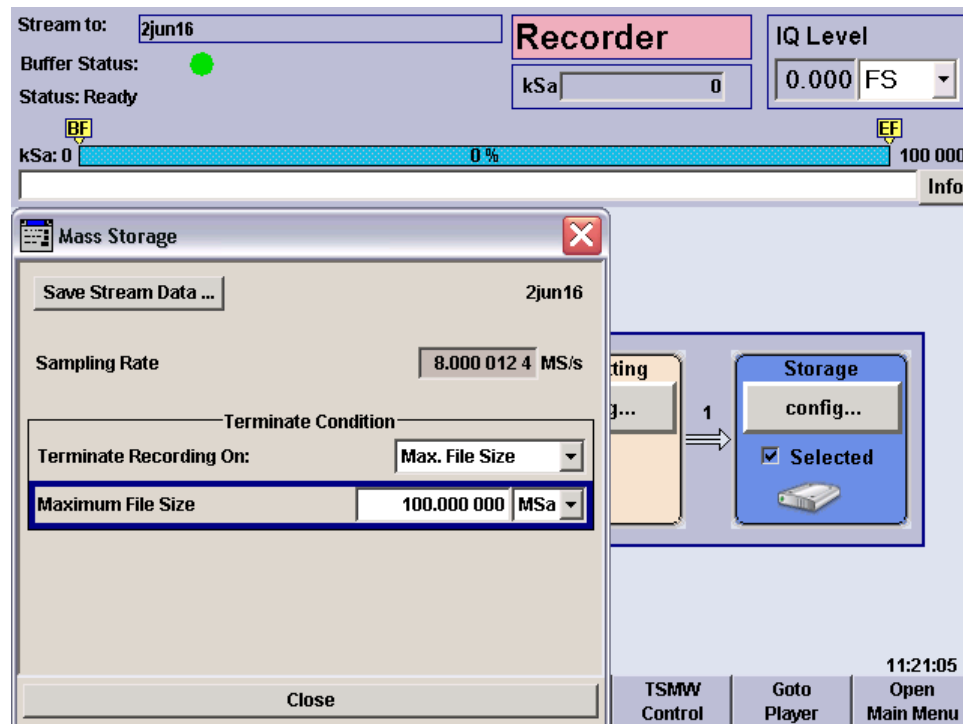 Stream to: 2jun16
Recorder
IQ Level
Buffer Status:
kSa 0
0.000 FS
Status: Ready
BF EF
kSa: 0 0 % 100 000
Info
Mass Storage
Save Stream Data ... 2jun16
Sampling Rate 8.000 012 4 MS/s
Terminate Condition
Terminate Recording On: Max. File Size
Maximum File Size 100.000 000 MSa
Close
ting
g...
1
Storage
config...
Selected
11:21:05
TSMW Control
Goto Player
Open Main Menu